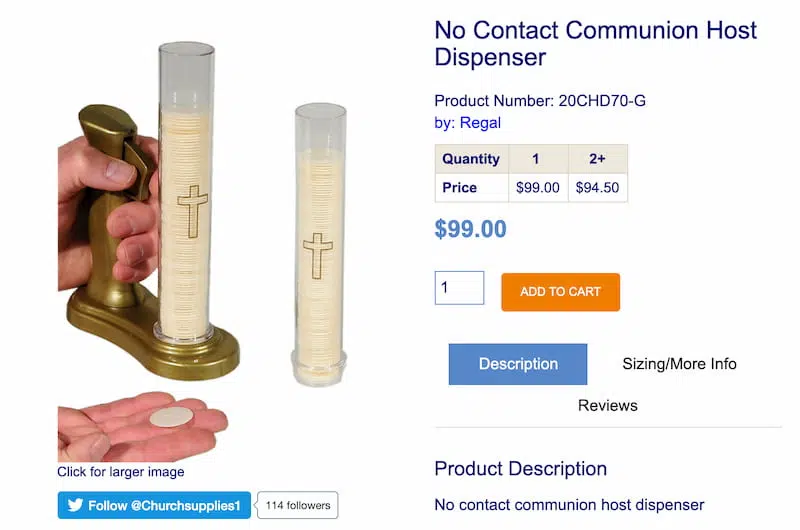 No Contact Communion Host
Dispenser
Product Number: 20CHD70-G
by: Regal
Quantity 1 2+
Price $99.00 $94.50
$99.00
1
ADD TO CART
Description
Sizing/More Info
Reviews
Product Description
No contact communion host dispenser
Click for larger image
Follow @Churchsupplies1
114 followers